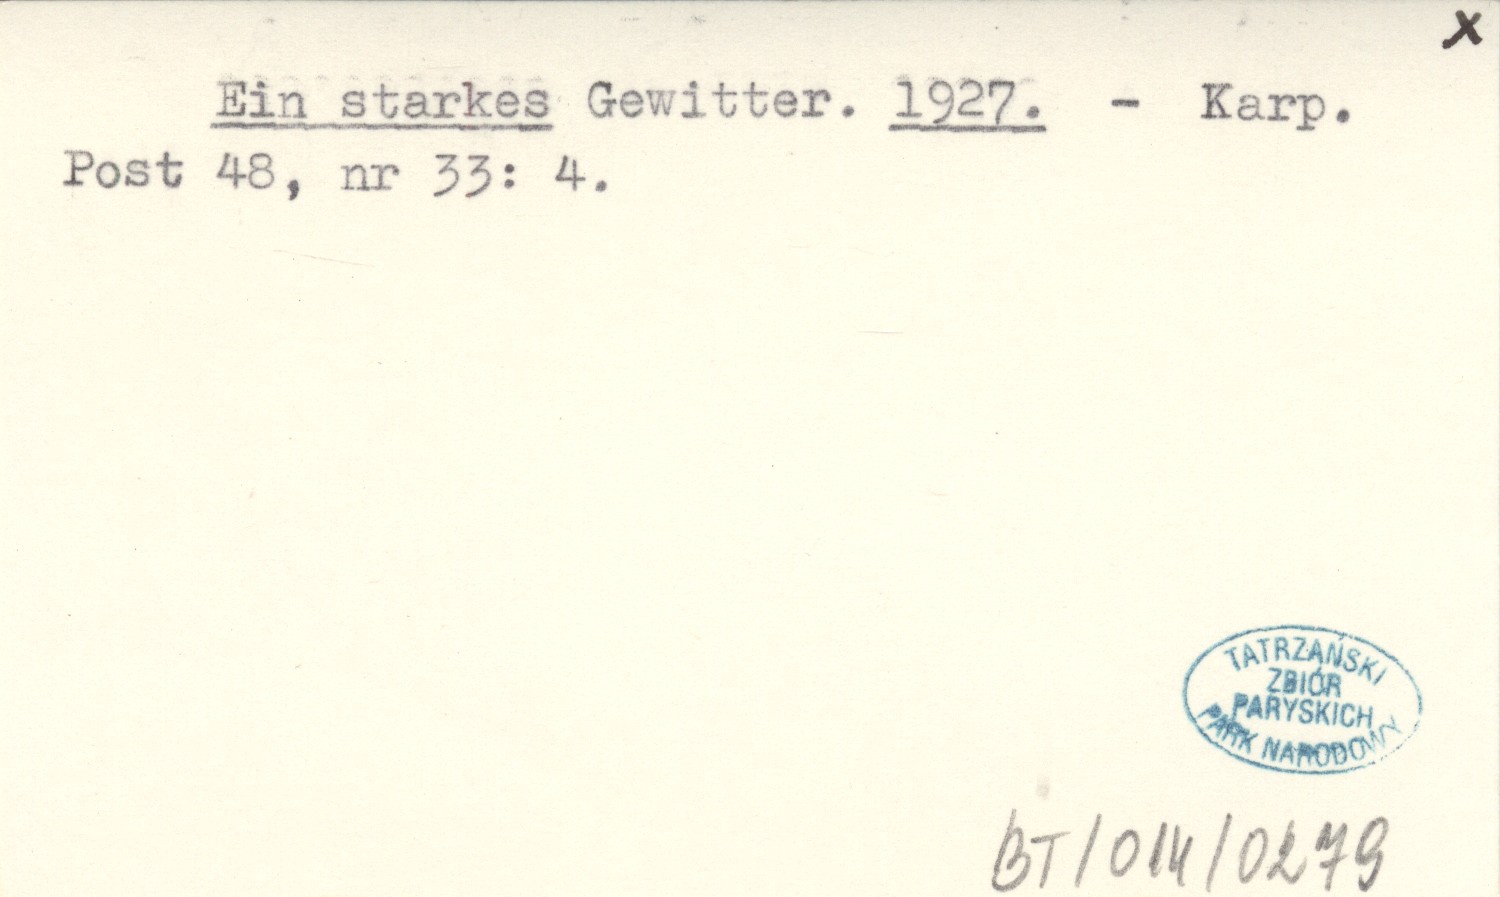 x
Ein starkes Gewitter. 1927. - Karp.
Post 48, nr 33: 4.
TATRZAŃSKI
ZBIÓR
PARYSKICH
PARK NARODOWY
BT/014/0279